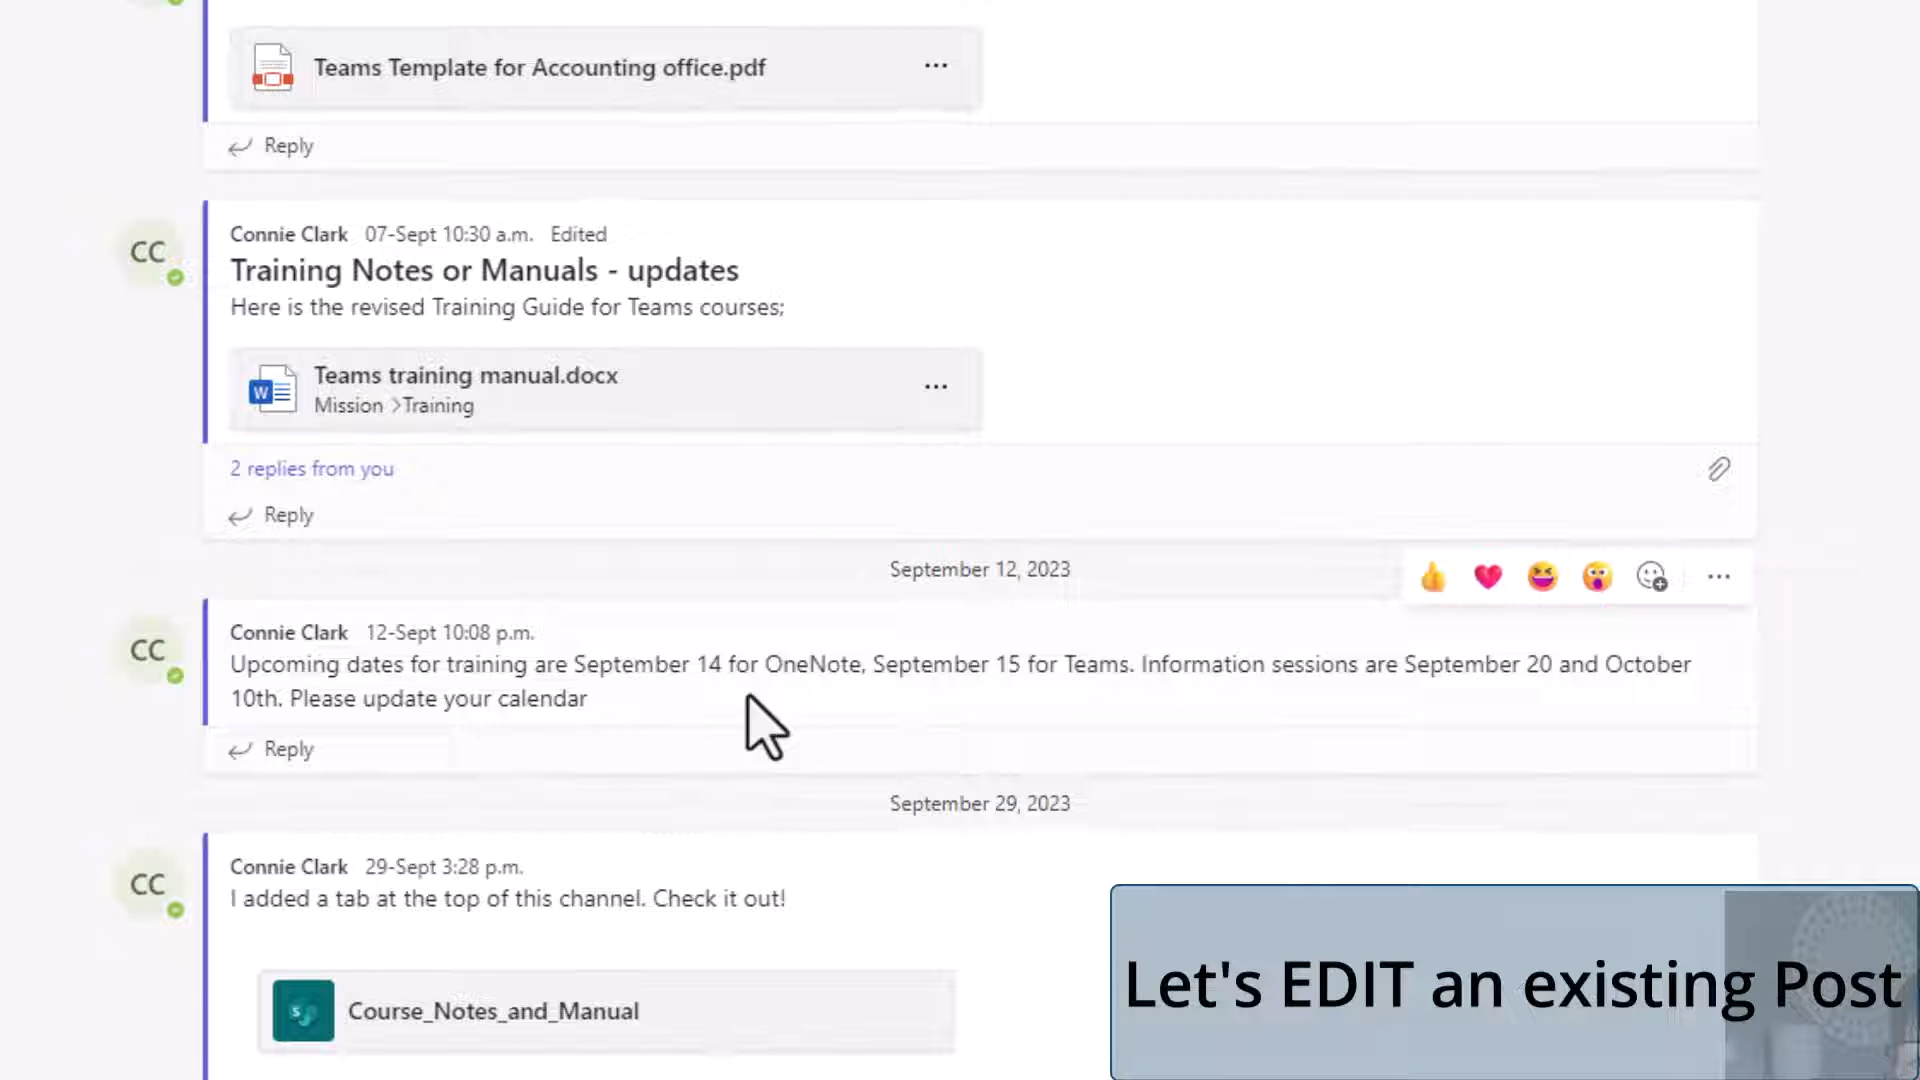 Teams Template for Accounting office.pdf
Reply
CC
Connie Clark 07-Sept 10:30 a.m. Edited
Training Notes or Manuals - updates
Here is the revised Training Guide for Teams courses;
W
Teams training manual.docx
Mission >Training
2 replies from you
Reply
September 12, 2023
CC
Connie Clark 12-Sept 10:08 p.m.
Upcoming dates for training are September 14 for OneNote, September 15 for Teams. Information sessions are September 20 and October
10th. Please update your calendar
Reply
September 29, 2023
CC
Connie Clark 29-Sept 3:28 p.m.
I added a tab at the top of this channel. Check it out!
S
Course_Notes_and_Manual
Let's EDIT an existing Post